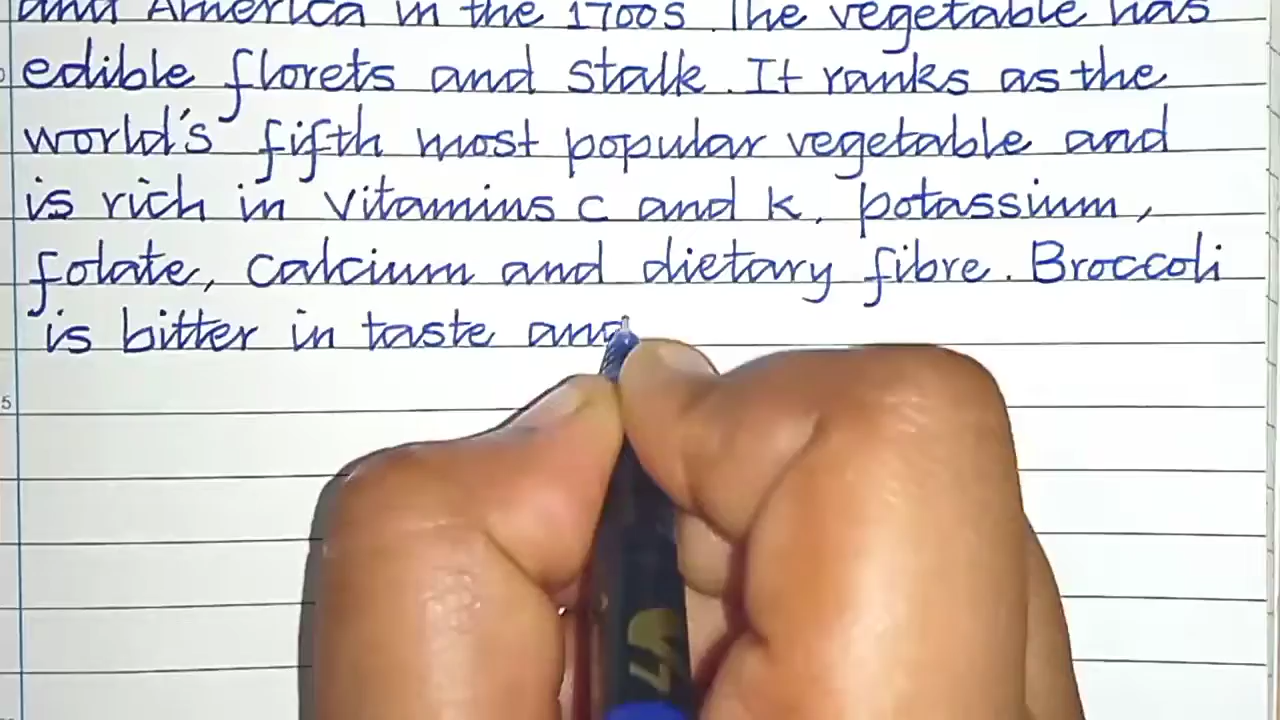 and America in the 1700s. The vegetable has
edible florets and stalk. It ranks as the
world's fifth most popular vegetable and
is rich in vitamins c and k, potassium,
folate, calcium and dietary fibre. Broccoli
is bitter in taste and
5